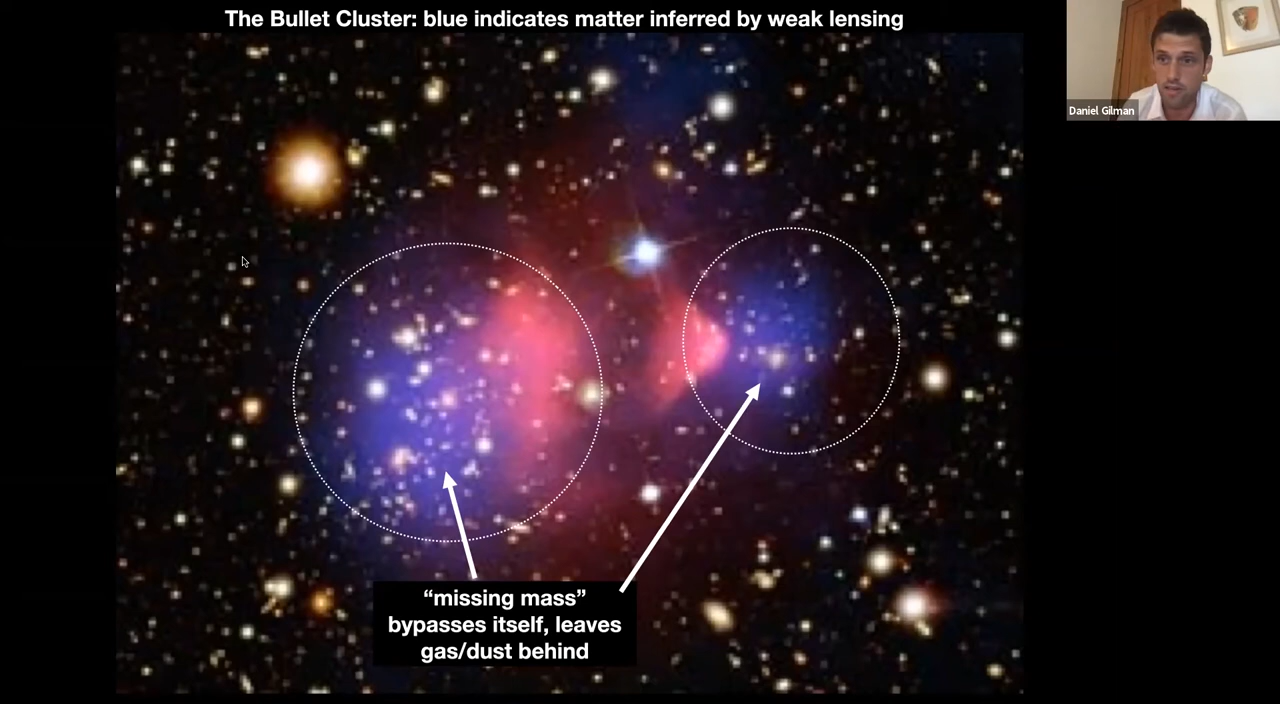 The Bullet Cluster: blue indicates matter inferred by weak lensing
Daniel Gilman
“missing mass”
bypasses itself, leaves
gas/dust behind